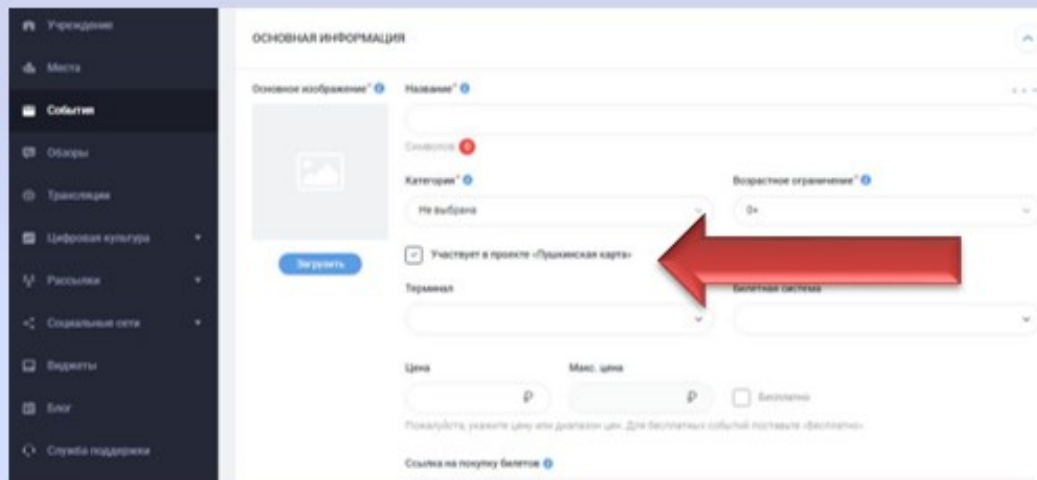 Учреждение
Места
События
Обзоры
Трансляции
Цифровая культура
Рассылки
Социальные сети
Виджеты
Блог
Служба поддержки
ОСНОВНАЯ ИНФОРМАЦИЯ
Основное изображение*
Загрузить
Название*
Символов 0
Категория* Возрастное ограничение*
Не выбрана 0+
Участвует в проекте «Пушкинская карта»
Терминал Билетная система
Цена Макс. цена
₽ ₽ Бесплатно
Пожалуйста, укажите цену или диапазон цен. Для бесплатных событий поставьте «Бесплатно»
Ссылка на покупку билетов